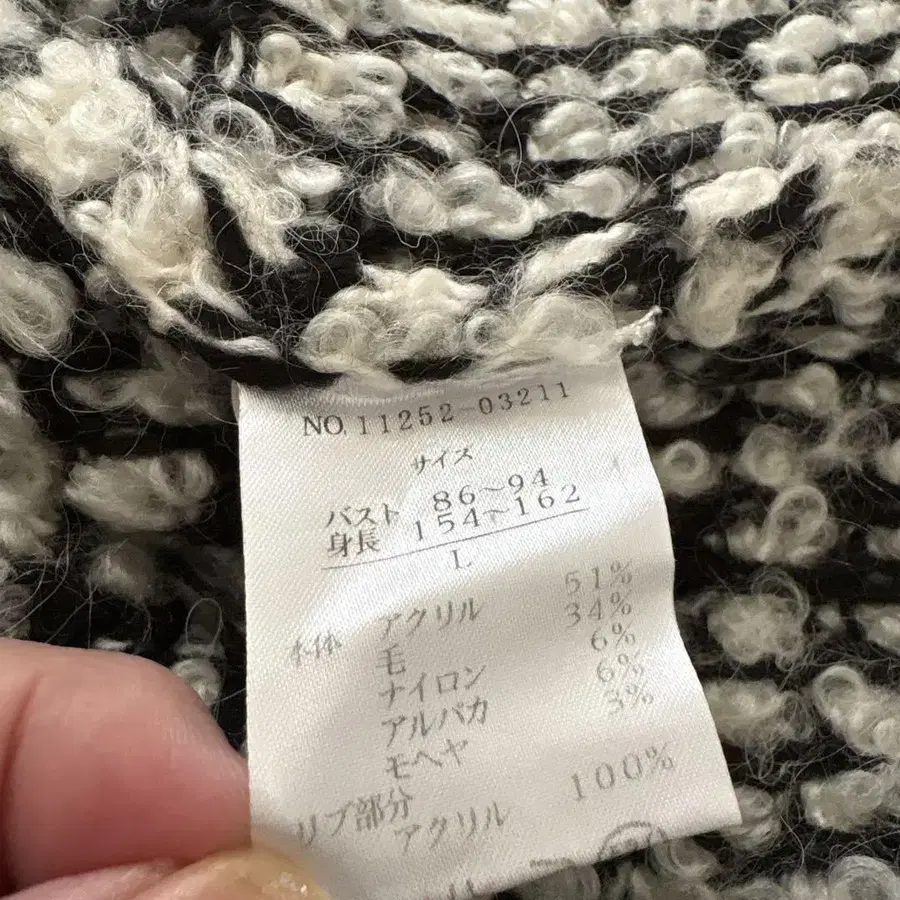 NO. 11252-03211
サイズ
バスト 86~94
身長 154~162
L
本体 アクリル 51%
毛 34%
ナイロン 6%
アルパカ 6%
モヘヤ 3%
リブ部分
アクリル 100%